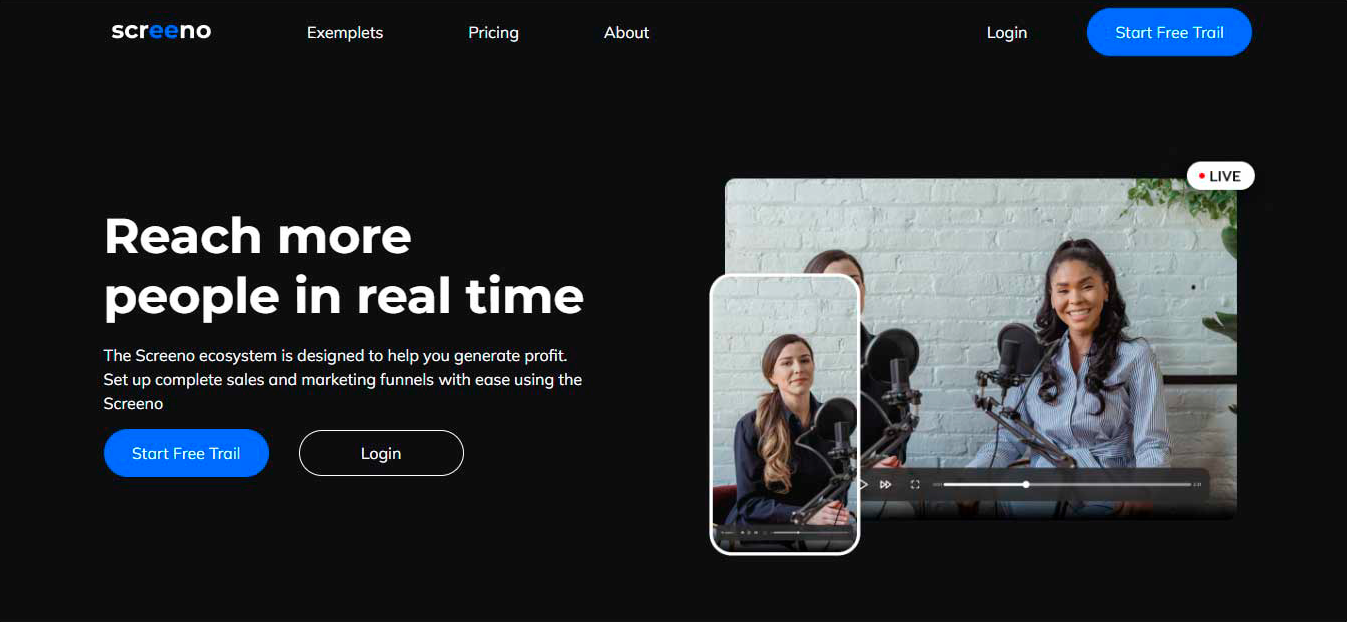 screeno
Exemplets
Pricing
About
Login
Start Free Trail
LIVE
Reach more
people in real time
The Screeno ecosystem is designed to help you generate profit.
Set up complete sales and marketing funnels with ease using the
Screeno
Start Free Trail
Login